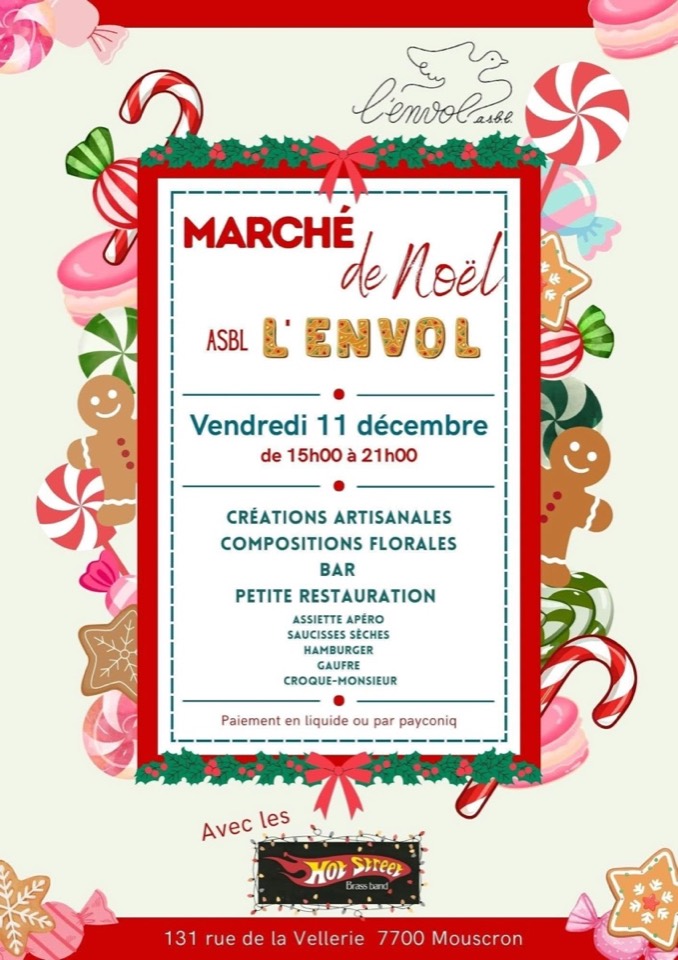 l'envol a.s.b.l.
MARCHÉ
de Noël
ASBL L'ENVOL
Vendredi 11 décembre
de 15h00 à 21h00
CRÉATIONS ARTISANALES
COMPOSITIONS FLORALES
BAR
PETITE RESTAURATION
ASSIETTE APÉRO
SAUCISSES SÈCHES
HAMBURGER
GAUFRE
CROQUE-MONSIEUR
Paiement en liquide ou par payconiq
Avec les
Hot Street
Brass band
131 rue de la Vellerie 7700 Mouscron